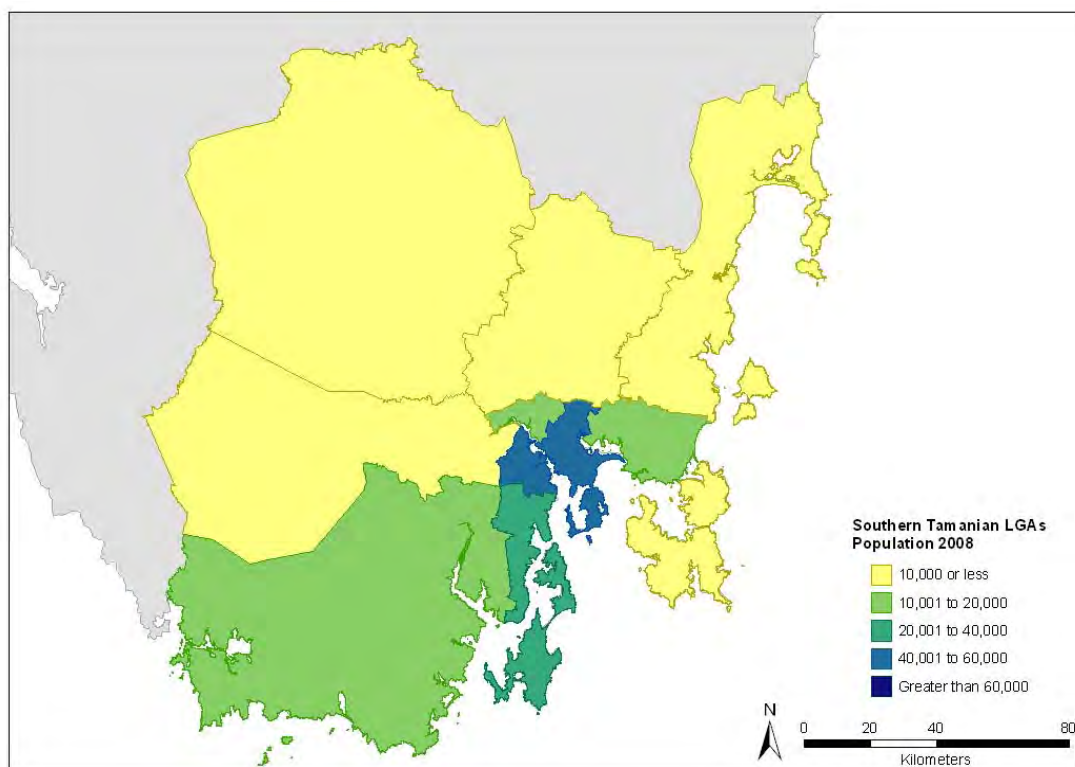 Southern Tamanian LGAs
Population 2008
10,000 or less
10,001 to 20,000
20,001 to 40,000
40,001 to 60,000
Greater than 60,000
N
0 20 40 80
Kilometers